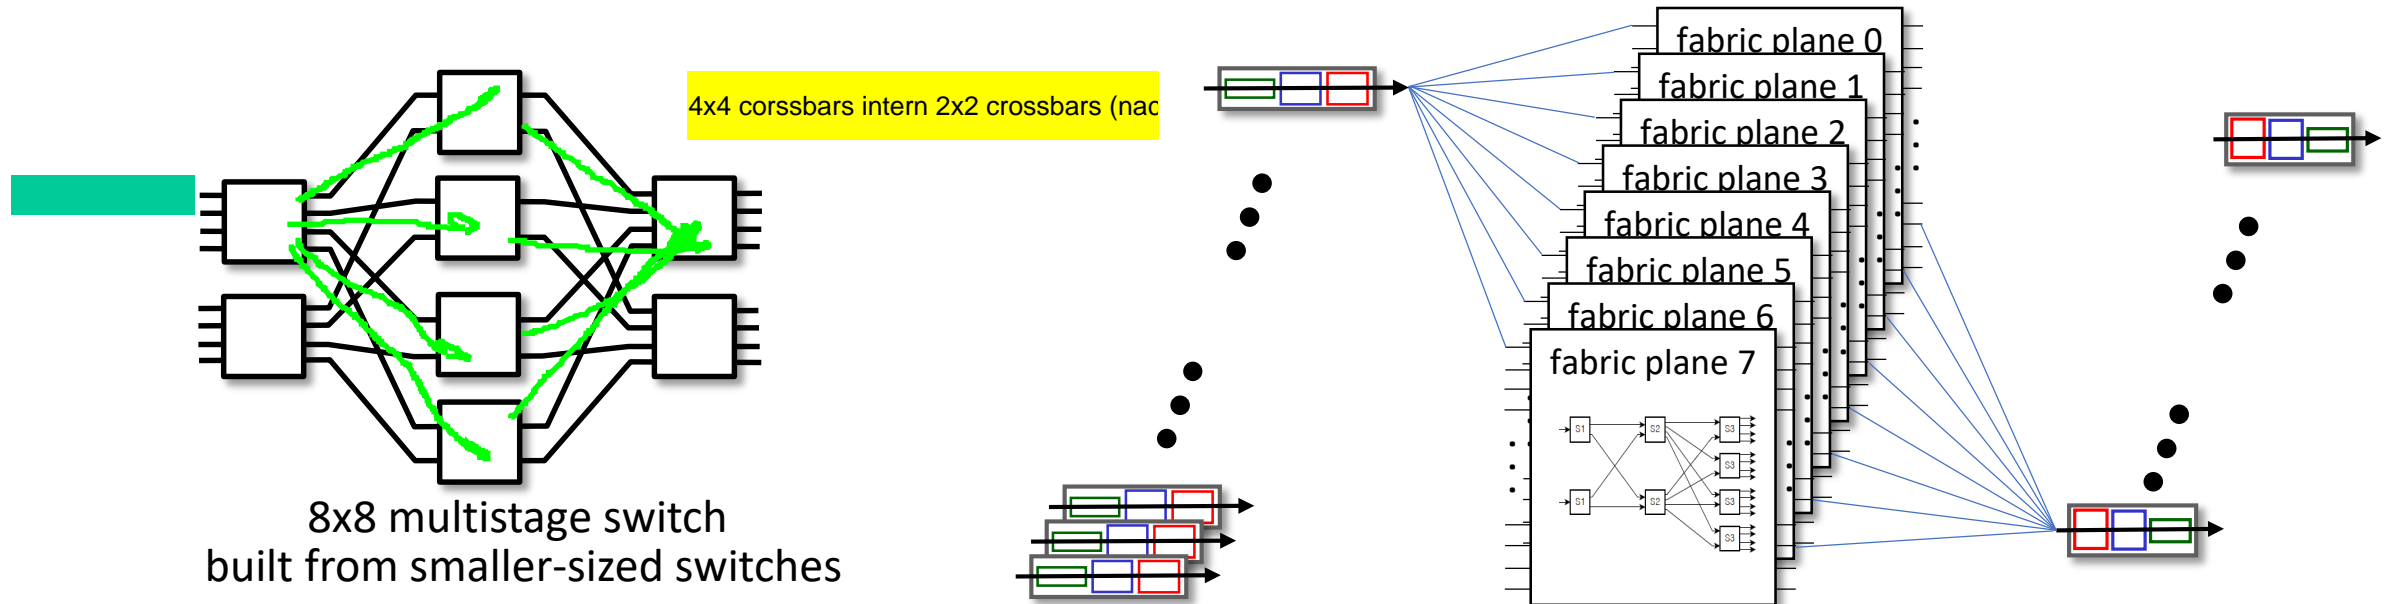 4x4 corssbars intern 2x2 crossbars (nac
8x8 multistage switch
built from smaller-sized switches
fabric plane 0
fabric plane 1
fabric plane 2
fabric plane 3
fabric plane 4
fabric plane 5
fabric plane 6
fabric plane 7
S1 S2 S3
S3
S1 S2 S3
S3